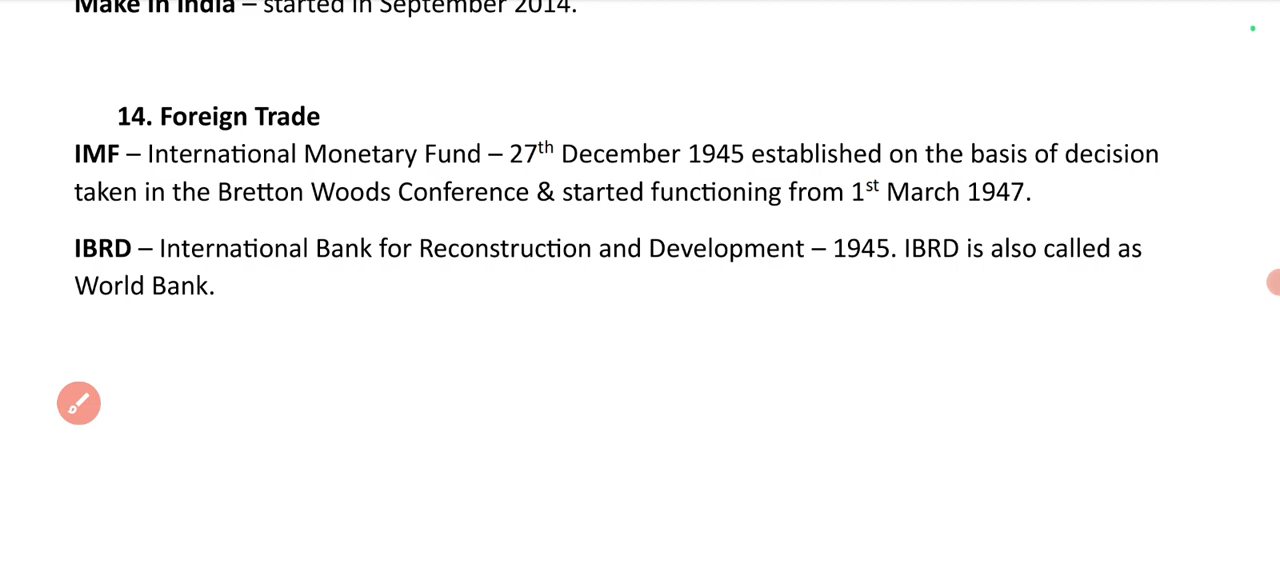 Make in India – started in September 2014.
14. Foreign Trade
IMF – International Monetary Fund – 27th December 1945 established on the basis of decision
taken in the Bretton Woods Conference & started functioning from 1st March 1947.
IBRD – International Bank for Reconstruction and Development – 1945. IBRD is also called as
World Bank.